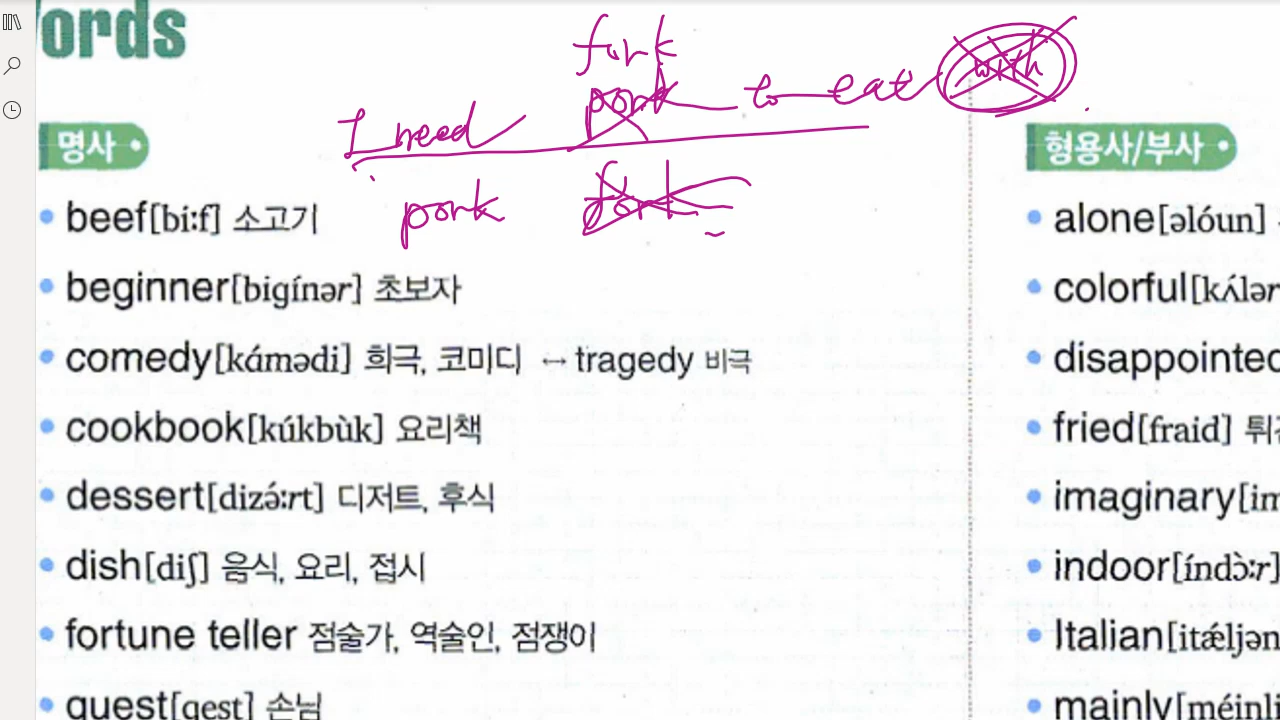 ords
fork
I need pork to eat with
pork fork
명사
beef[biːf] 소고기
beginner[bigínər] 초보자
comedy[kámədi] 희극, 코미디 ↔ tragedy 비극
cookbook[kúkbùk] 요리책
dessert[dizə́ːrt] 디저트, 후식
dish[diʃ] 음식, 요리, 접시
fortune teller 점술가, 역술인, 점쟁이
guest[gest] 손님
형용사/부사
alone[əlóun]
colorful[kʌ́lər
disappointed
fried[fraid] 튀
imaginary[im
indoor[índɔ̀ːr]
Italian[itǽljən
mainly[méinli